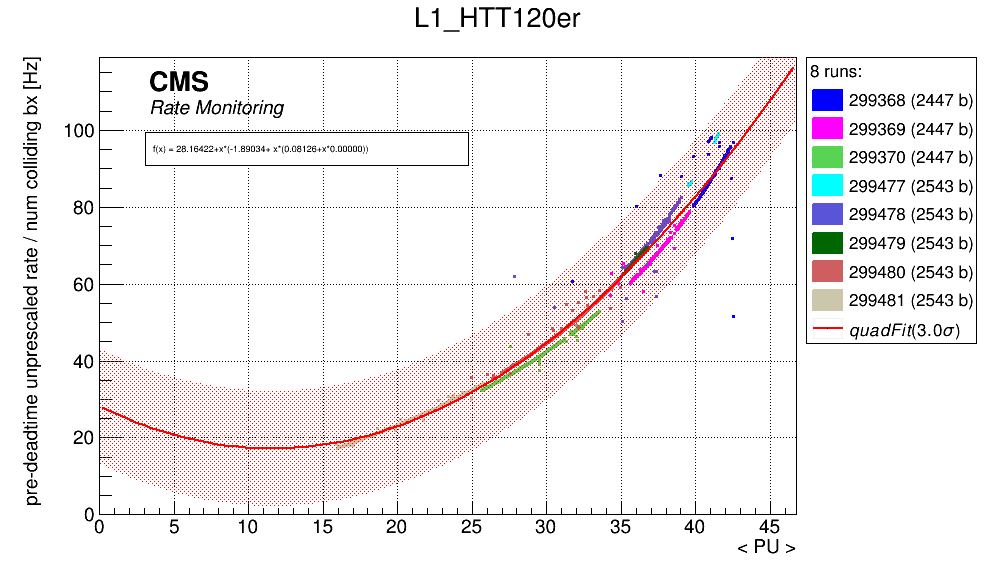 L1_HTT120er
pre-deadtime unprescaled rate / num colliding bx [Hz]
CMS
Rate Monitoring
f(x) = 28.16422+x*(-1.89034+ x*(0.08126+x*0.00000))
100
80
60
40
20
0
0 5 10 15 20 25 30 35 40 45
< PU >
8 runs:
299368 (2447 b)
299369 (2447 b)
299370 (2447 b)
299477 (2543 b)
299478 (2543 b)
299479 (2543 b)
299480 (2543 b)
299481 (2543 b)
quadFit(3.0σ)